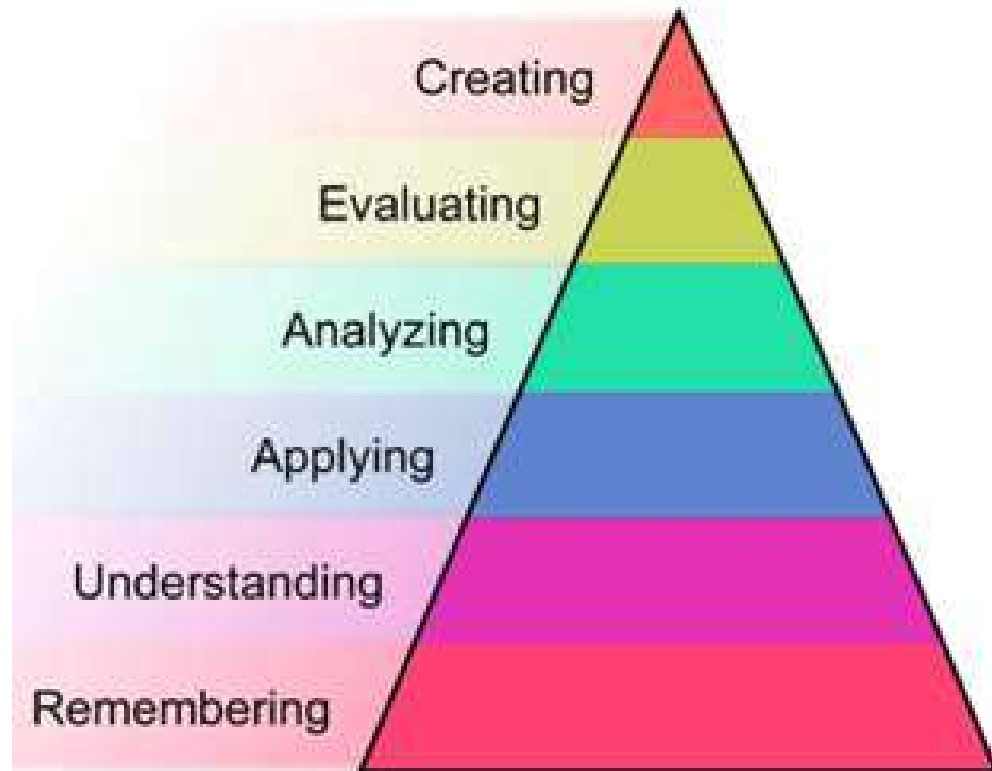 Creating
Evaluating
Analyzing
Applying
Understanding
Remembering